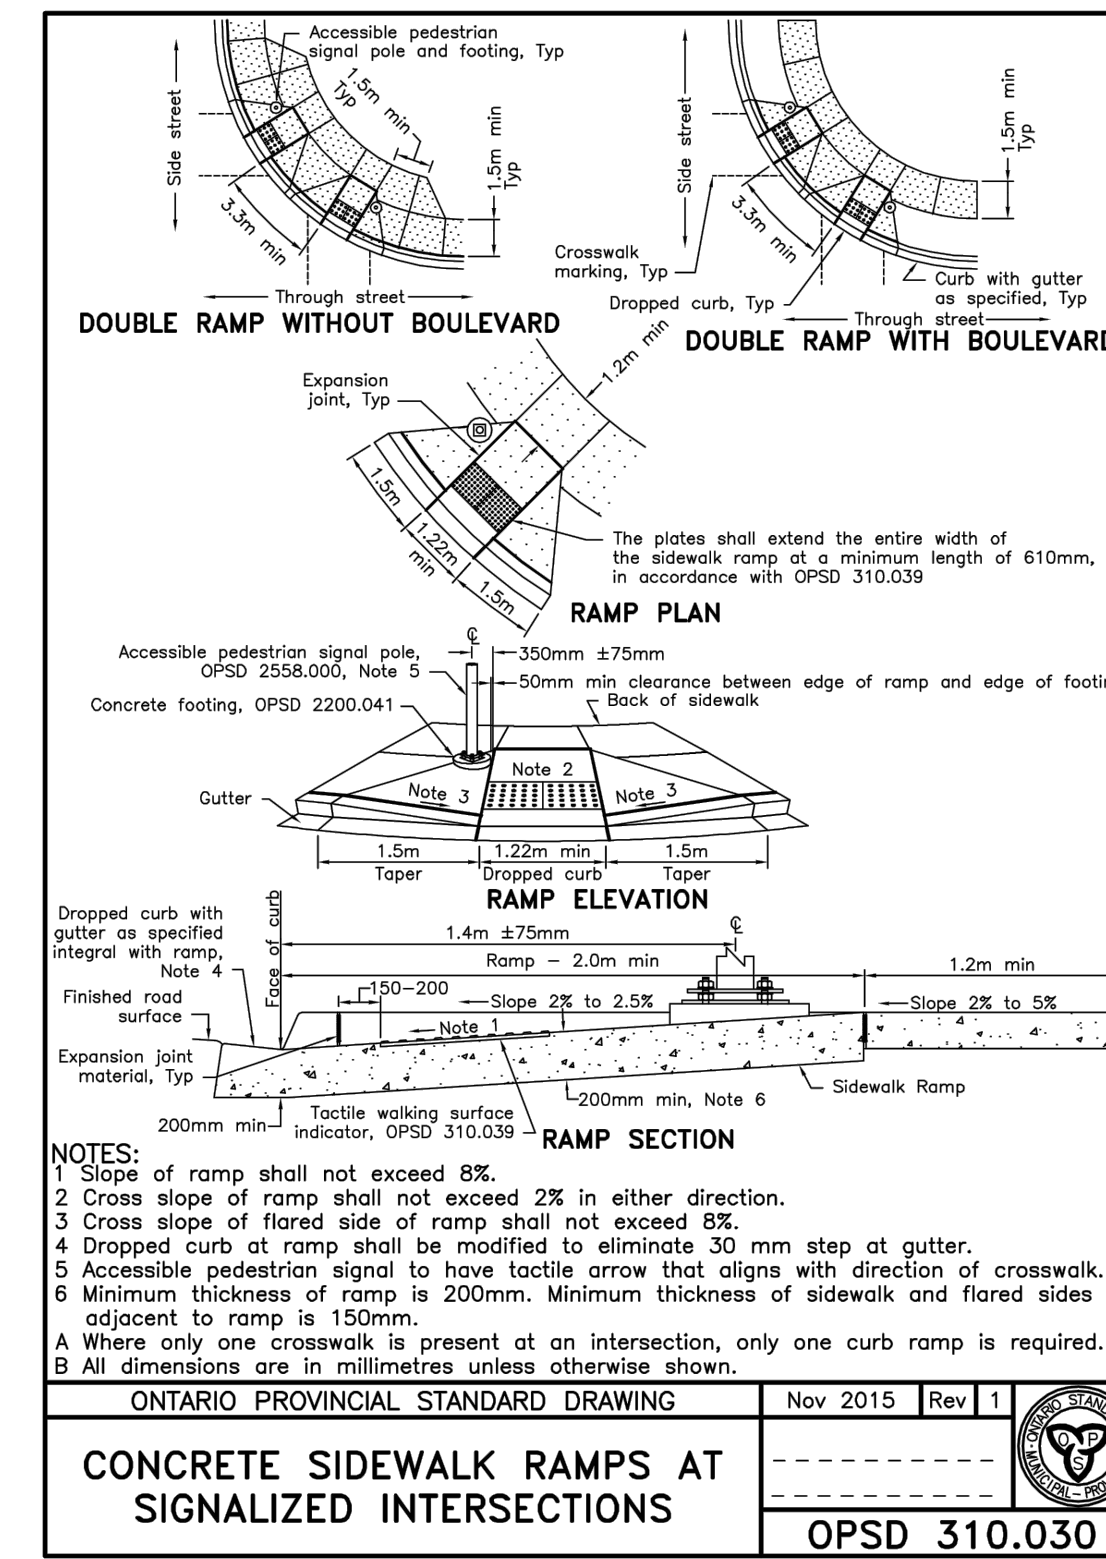 Accessible pedestrian
signal pole and footing, Typ
1.5m min
Typ
Side street
1.5m min
Typ
3.3m min
Through street
DOUBLE RAMP WITHOUT BOULEVARD
Side street
1.5m min
Typ
3.3m min
Crosswalk
marking, Typ
Dropped curb, Typ
Curb with gutter
as specified, Typ
Through street
DOUBLE RAMP WITH BOULEVARD
1.2m min
Expansion
joint, Typ
1.5m
1.22m
min
1.5m
The plates shall extend the entire width of
the sidewalk ramp at a minimum length of 610mm,
in accordance with OPSD 310.039
RAMP PLAN
℄
Accessible pedestrian signal pole,
OPSD 2558.000, Note 5
350mm ±75mm
50mm min clearance between edge of ramp and edge of footin
Back of sidewalk
Concrete footing, OPSD 2200.041
Note 2
Note 3
Note 3
Gutter
1.5m
Taper
1.22m min
Dropped curb
1.5m
Taper
RAMP ELEVATION
Dropped curb with
gutter as specified
integral with ramp,
Note 4
Face of curb
℄
1.4m ±75mm
Ramp – 2.0m min
1.2m min
150–200
Slope 2% to 2.5%
Slope 2% to 5%
Finished road
surface
Note 1
Expansion joint
material, Typ
Sidewalk Ramp
200mm min, Note 6
200mm min
Tactile walking surface
indicator, OPSD 310.039
RAMP SECTION
NOTES:
1 Slope of ramp shall not exceed 8%.
2 Cross slope of ramp shall not exceed 2% in either direction.
3 Cross slope of flared side of ramp shall not exceed 8%.
4 Dropped curb at ramp shall be modified to eliminate 30 mm step at gutter.
5 Accessible pedestrian signal to have tactile arrow that aligns with direction of crosswalk.
6 Minimum thickness of ramp is 200mm. Minimum thickness of sidewalk and flared sides
adjacent to ramp is 150mm.
A Where only one crosswalk is present at an intersection, only one curb ramp is required.
B All dimensions are in millimetres unless otherwise shown.
ONTARIO PROVINCIAL STANDARD DRAWING
Nov 2015
Rev
1
CONCRETE SIDEWALK RAMPS AT
SIGNALIZED INTERSECTIONS
OPSD 310.030
ONTARIO
MUNICIPAL–
O P
S